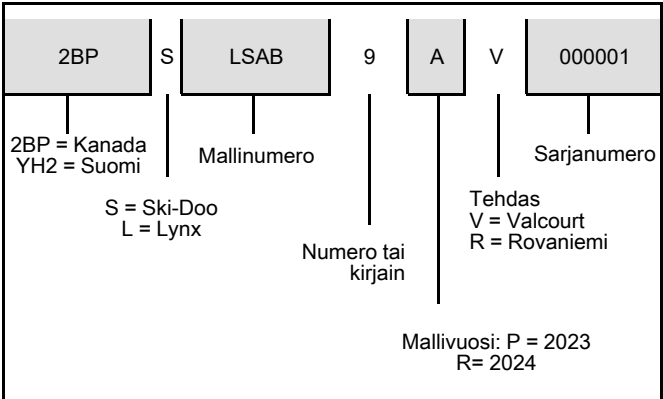 2BP S LSAB 9 A V 000001
2BP = Kanada
YH2 = Suomi
Mallinumero
Sarjanumero
S = Ski-Doo
L = Lynx
Tehdas
V = Valcourt
R = Rovaniemi
Numero tai
kirjain
Mallivuosi: P = 2023
R= 2024